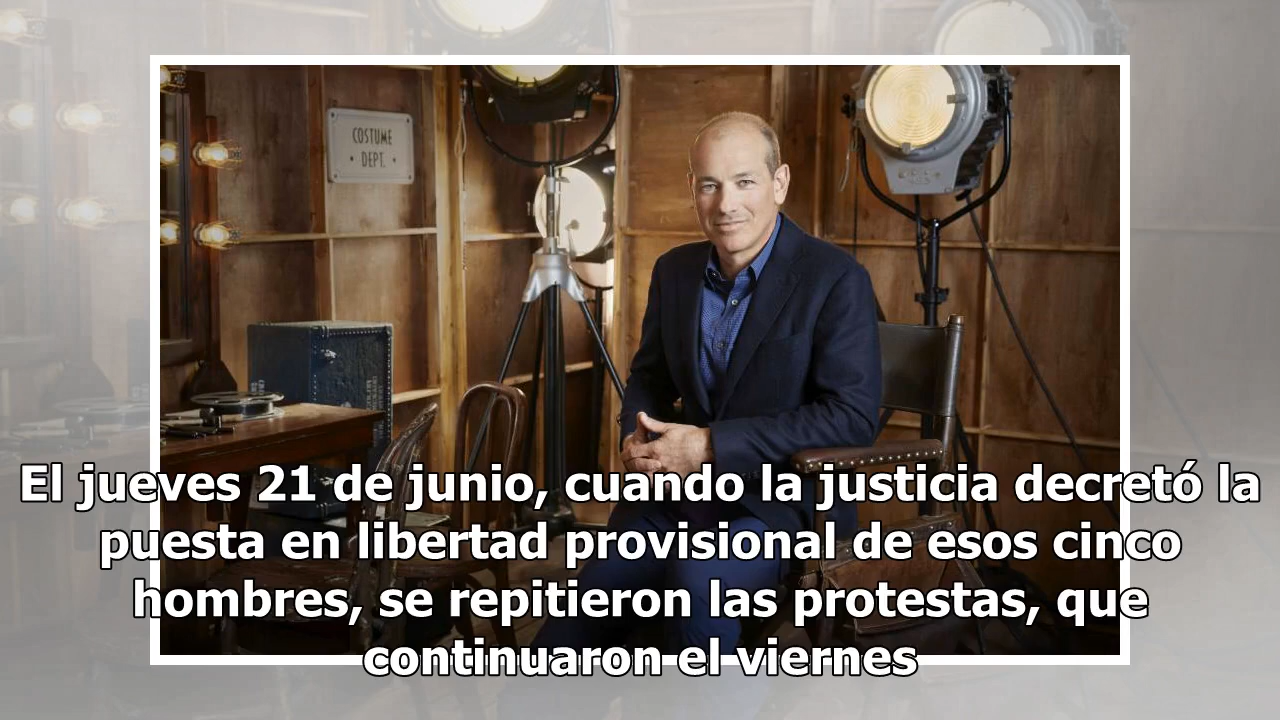 COSTUME
DEPT.
El jueves 21 de junio, cuando la justicia decretó la
puesta en libertad provisional de esos cinco
hombres, se repitieron las protestas, que
continuaron el viernes